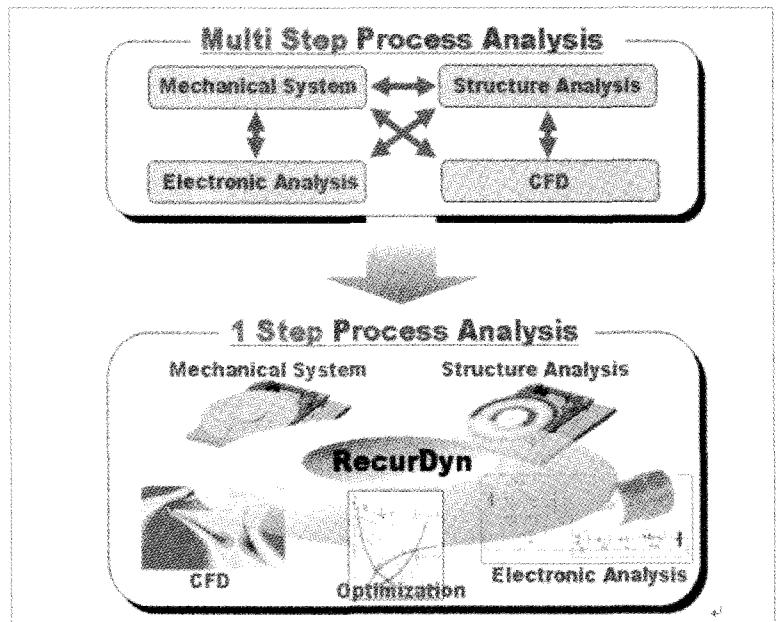 Multi Step Process Analysis
Mechanical System
Structure Analysis
Electronic Analysis
CFD
1 Step Process Analysis
Mechanical System
Structure Analysis
RecurDyn
CFD
Optimization
Electronic Analysis